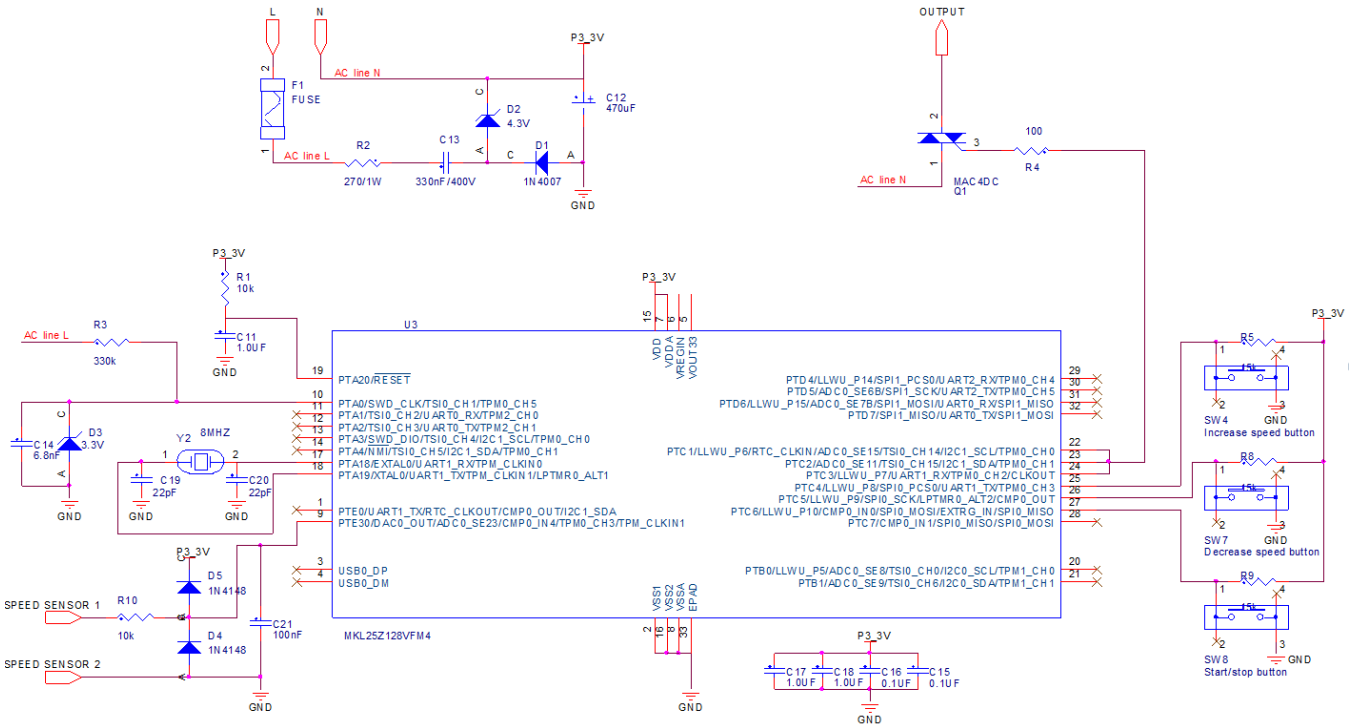 L
N
OUTPUT
P3_3V
AC line N
2
F1
FUSE
1
C
D2
4.3V
A
C12
470uF
+
AC line L
R2
270/1W
C13
330nF/400V
C
D1
A
1N4007
GND
2
1
3
100
R4
AC line N
MAC4DC
Q1
P3_3V
R1
10k
C11
1.0UF
GND
AC line L
R3
330k
U3
P3_3V
15
7
6
5
VDD
VDDA
VREGIN
VOUT33
19
PTA20/RESET
10
PTA0/SWD_CLK/TSI0_CH1/TPM0_CH5
11
PTA1/TSI0_CH2/UART0_RX/TPM2_CH0
12
PTA2/TSI0_CH3/UART0_TX/TPM2_CH1
13
PTA3/SWD_DIO/TSI0_CH4/I2C1_SCL/TPM0_CH0
14
PTA4/NMI/TSI0_CH5/I2C1_SDA/TPM0_CH1
17
PTA18/EXTAL0/UART1_RX/TPM_CLKIN0
18
PTA19/XTAL0/UART1_TX/TPM_CLKIN1/LPTMR0_ALT1
1
PTE0/UART1_TX/RTC_CLKOUT/CMP0_OUT/I2C1_SDA
9
PTE30/DAC0_OUT/ADC0_SE23/CMP0_IN4/TPM0_CH3/TPM_CLKIN1
3
USB0_DP
4
USB0_DM
29
PTD4/LLWU_P14/SPI1_PCS0/UART2_RX/TPM0_CH4
30
PTD5/ADC0_SE6B/SPI1_SCK/UART2_TX/TPM0_CH5
31
PTD6/LLWU_P15/ADC0_SE7B/SPI1_MOSI/UART0_RX/SPI1_MISO
32
PTD7/SPI1_MISO/UART0_TX/SPI1_MOSI
22
PTC1/LLWU_P6/RTC_CLKIN/ADC0_SE15/TSI0_CH14/I2C1_SCL/TPM0_CH0
23
PTC2/ADC0_SE11/TSI0_CH15/I2C1_SDA/TPM0_CH1
24
PTC3/LLWU_P7/UART1_RX/TPM0_CH2/CLKOUT
25
PTC4/LLWU_P8/SPI0_PCS0/UART1_TX/TPM0_CH3
26
PTC5/LLWU_P9/SPI0_SCK/LPTMR0_ALT2/CMP0_OUT
27
PTC6/LLWU_P10/CMP0_IN0/SPI0_MOSI/EXTRG_IN/SPI0_MISO
28
PTC7/CMP0_IN1/SPI0_MISO/SPI0_MOSI
20
PTB0/LLWU_P5/ADC0_SE8/TSI0_CH0/I2C0_SCL/TPM1_CH0
21
PTB1/ADC0_SE9/TSI0_CH6/I2C0_SDA/TPM1_CH1
VSS1
VSS2
VSSA
EPAD
2
16
8
33
MKL25Z128VFM4
GND
C14
6.8nF
C
D3
3.3V
A
GND
GND
Y2
8MHZ
1
2
C19
22pF
C20
22pF
GND
GND
P3_3V
C
D5
1N4148
A
SPEED SENSOR 1
R10
10k
D4
1N4148
A
C21
100nF
SPEED SENSOR 2
GND
P3_3V
C17
1.0UF
C18
1.0UF
C16
0.1UF
C15
0.1UF
GND
P3_3V
R5
15k
1
4
2
3
SW4
GND
Increase speed button
R8
15k
1
4
2
3
SW7
GND
Decrease speed button
R9
15k
1
4
2
3
SW8
GND
Start/stop button